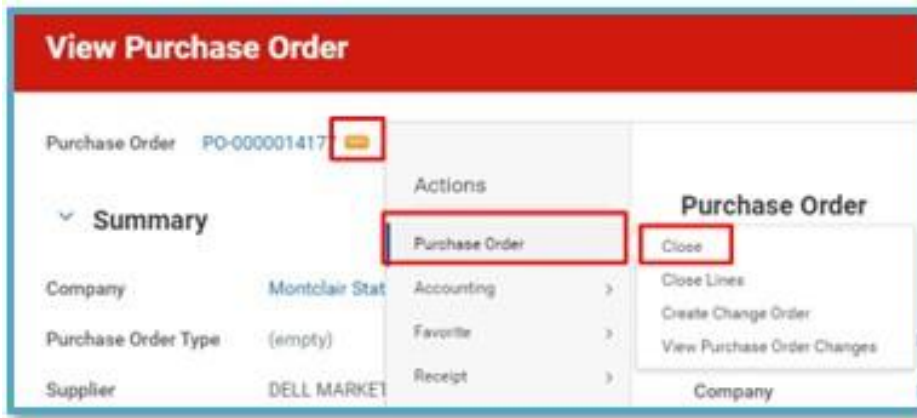 View Purchase Order
Purchase Order PO-0000014177
Actions
Summary
Purchase Order
Purchase Order
Close
Company Montclair Stat
Accounting
Close Lines
Create Change Order
Purchase Order Type (empty)
Favorite
View Purchase Order Changes
Supplier DELL MARKET
Receipt
Company